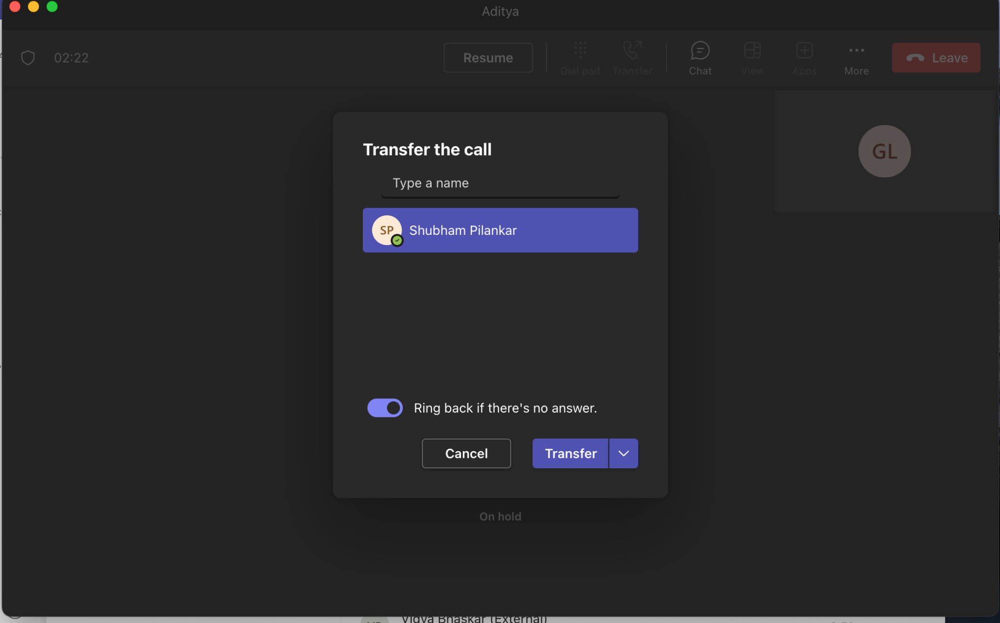 Aditya
02:22
Resume
Dial pad
Transfer
Chat
View
Apps
More
Leave
GL
Transfer the call
Type a name
SP
Shubham Pilankar
Ring back if there's no answer.
Cancel
Transfer
On hold
Vidya Bhaskar (External)